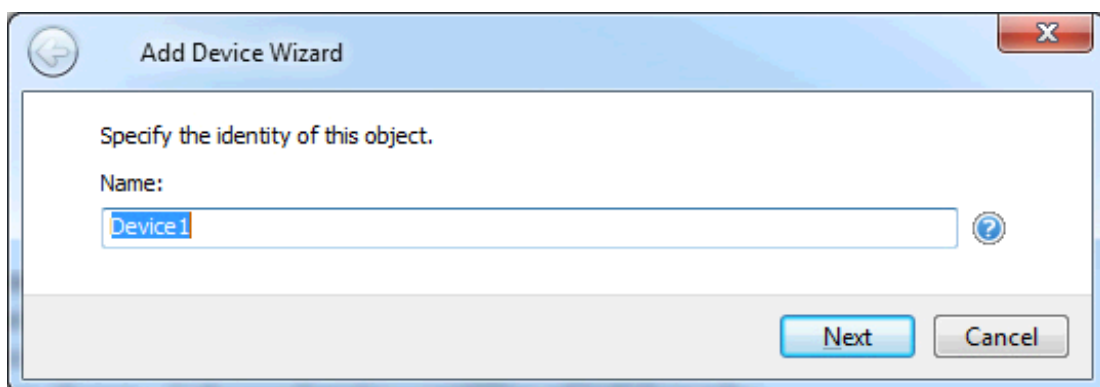 Add Device Wizard
Specify the identity of this object.
Name:
Device1
Next
Cancel